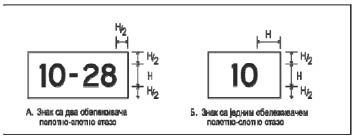 H/2
H
H/2
H
H/2
10-28
10
H/2
H
H/2
А. Знак са два обележивача
полетно-слетно стазе
Б. Знак са једним обележивачем
полетно-слетно стазе